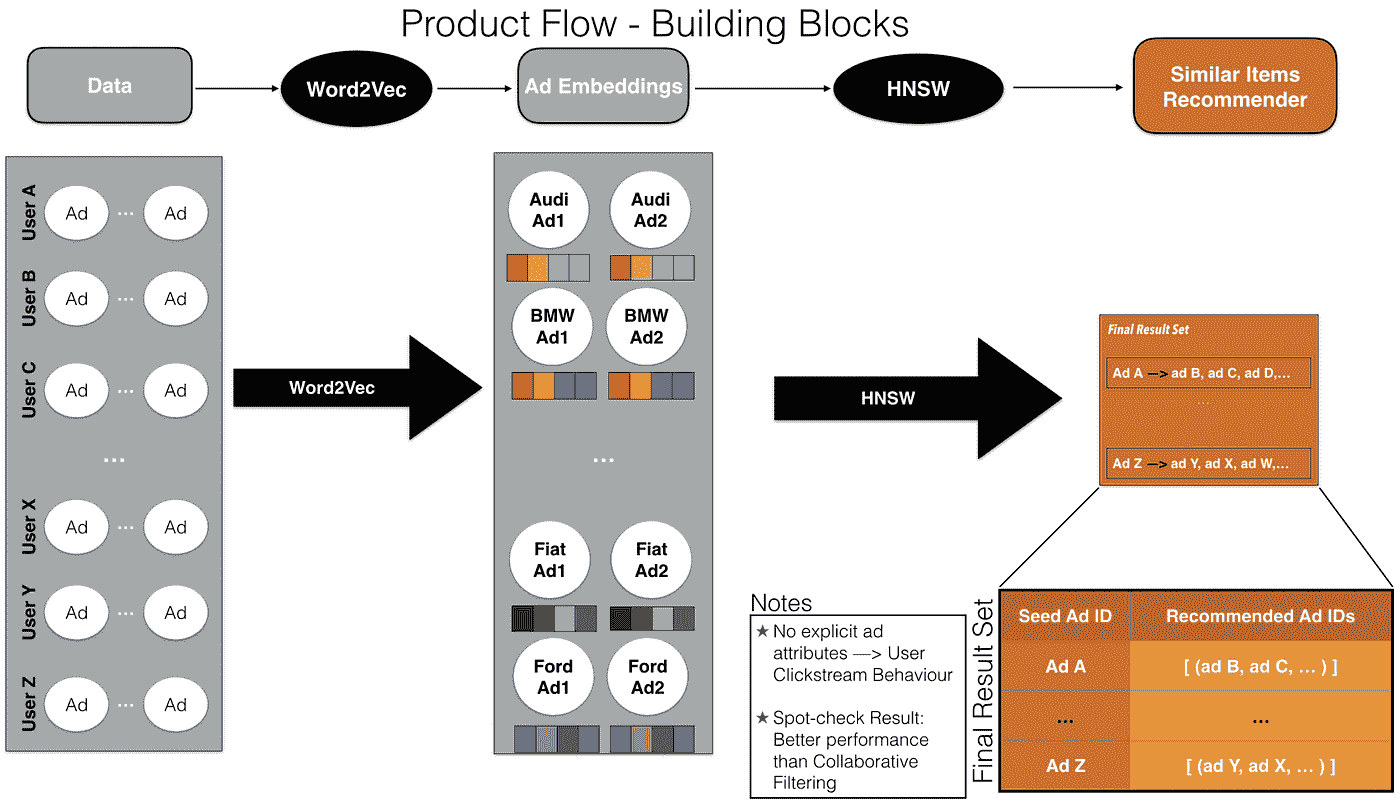 Product Flow - Building Blocks
Data
Word2Vec
Ad Embeddings
HNSW
Similar Items
Recommender
User A
Ad
...
Ad
User B
Ad
...
Ad
User C
Ad
...
Ad
...
User X
Ad
...
Ad
User Y
Ad
...
Ad
User Z
Ad
...
Ad
Word2Vec
Audi
Ad1
Audi
Ad2
BMW
Ad1
BMW
Ad2
...
Fiat
Ad1
Fiat
Ad2
Ford
Ad1
Ford
Ad2
HNSW
Final Result Set
Ad A —> ad B, ad C, ad D,...
...
Ad Z —> ad Y, ad X, ad W,...
Notes
★ No explicit ad
attributes —> User
Clickstream Behaviour
★ Spot-check Result:
Better performance
than Collaborative
Filtering
Final Result Set
Seed Ad ID
Recommended Ad IDs
Ad A
[ (ad B, ad C, ... ) ]
...
...
Ad Z
[ (ad Y, ad X, ... ) ]